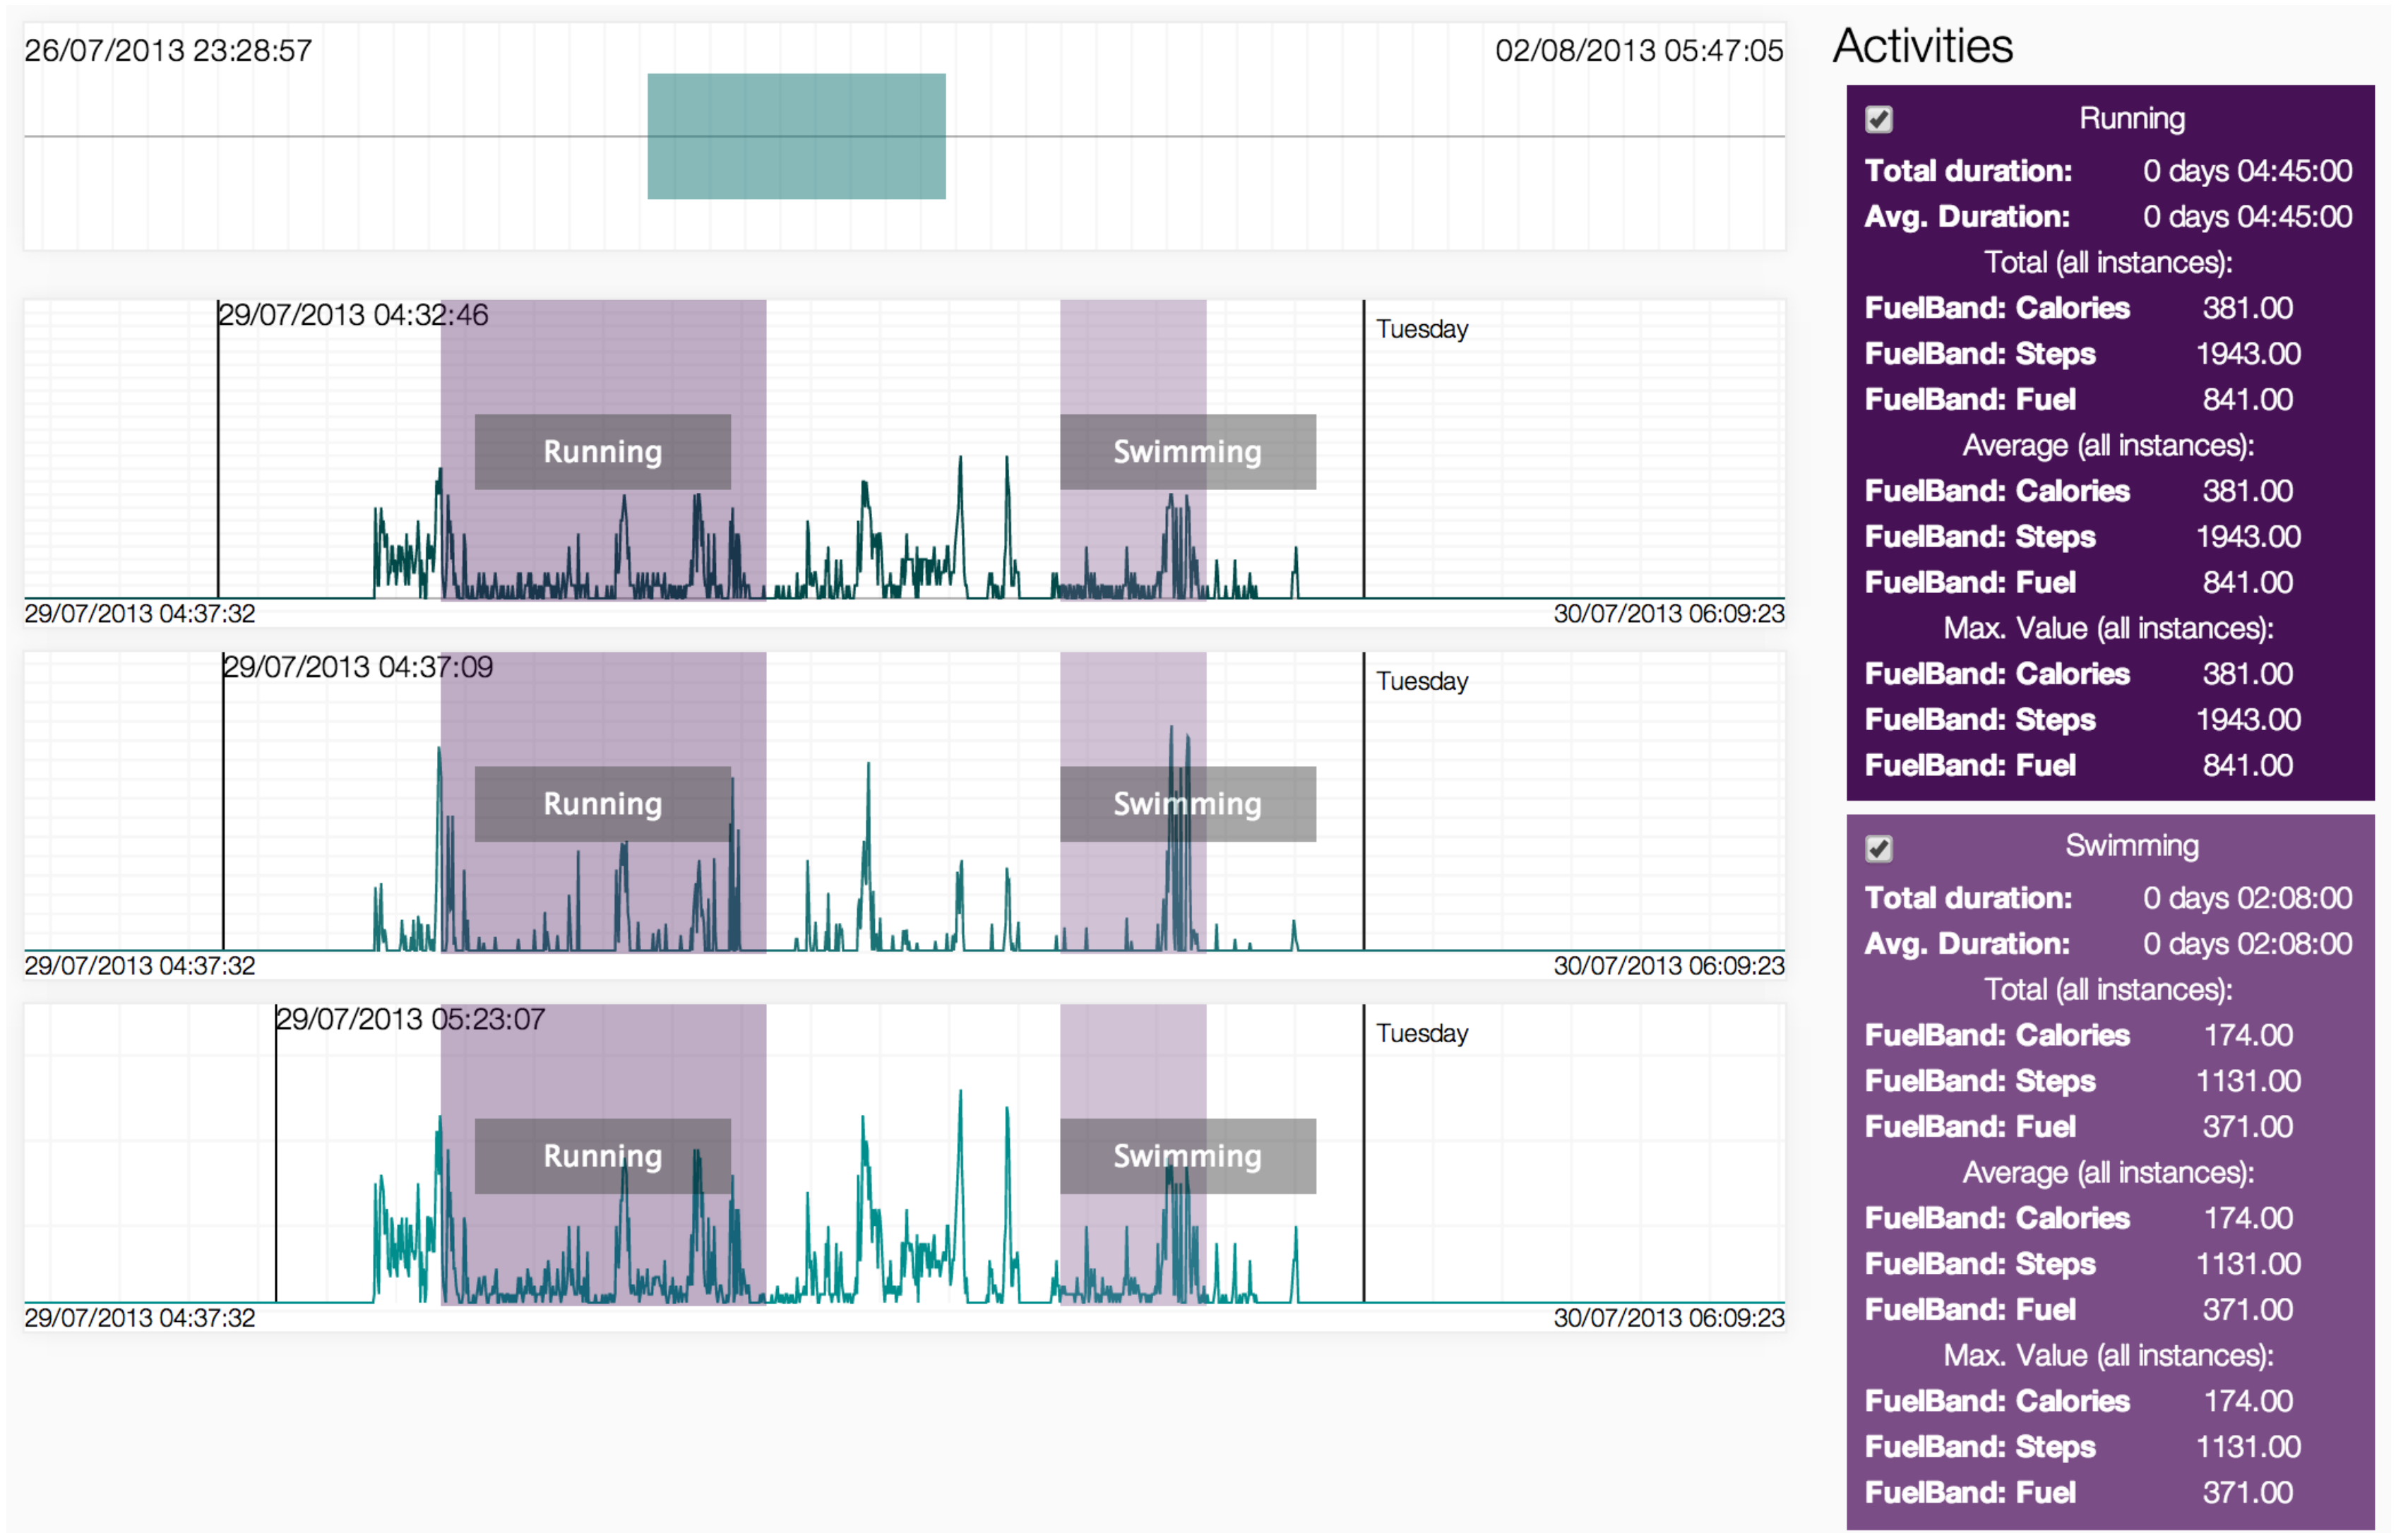 26/07/2013 23:28:57
02/08/2013 05:47:05
29/07/2013 04:32:46
Tuesday
Running
Swimming
29/07/2013 04:37:32
30/07/2013 06:09:23
29/07/2013 04:37:09
Tuesday
Running
Swimming
29/07/2013 04:37:32
30/07/2013 06:09:23
29/07/2013 05:23:07
Tuesday
Running
Swimming
29/07/2013 04:37:32
30/07/2013 06:09:23
Activities
Running
Total duration: 0 days 04:45:00
Avg. Duration: 0 days 04:45:00
Total (all instances):
FuelBand: Calories 381.00
FuelBand: Steps 1943.00
FuelBand: Fuel 841.00
Average (all instances):
FuelBand: Calories 381.00
FuelBand: Steps 1943.00
FuelBand: Fuel 841.00
Max. Value (all instances):
FuelBand: Calories 381.00
FuelBand: Steps 1943.00
FuelBand: Fuel 841.00
Swimming
Total duration: 0 days 02:08:00
Avg. Duration: 0 days 02:08:00
Total (all instances):
FuelBand: Calories 174.00
FuelBand: Steps 1131.00
FuelBand: Fuel 371.00
Average (all instances):
FuelBand: Calories 174.00
FuelBand: Steps 1131.00
FuelBand: Fuel 371.00
Max. Value (all instances):
FuelBand: Calories 174.00
FuelBand: Steps 1131.00
FuelBand: Fuel 371.00